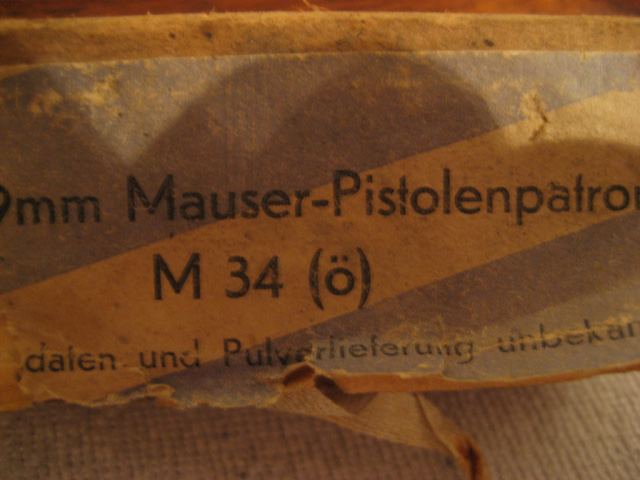 9mm Mauser-Pistolenpatron
M 34 (ö)
daten und Pulverlieferung unbekan